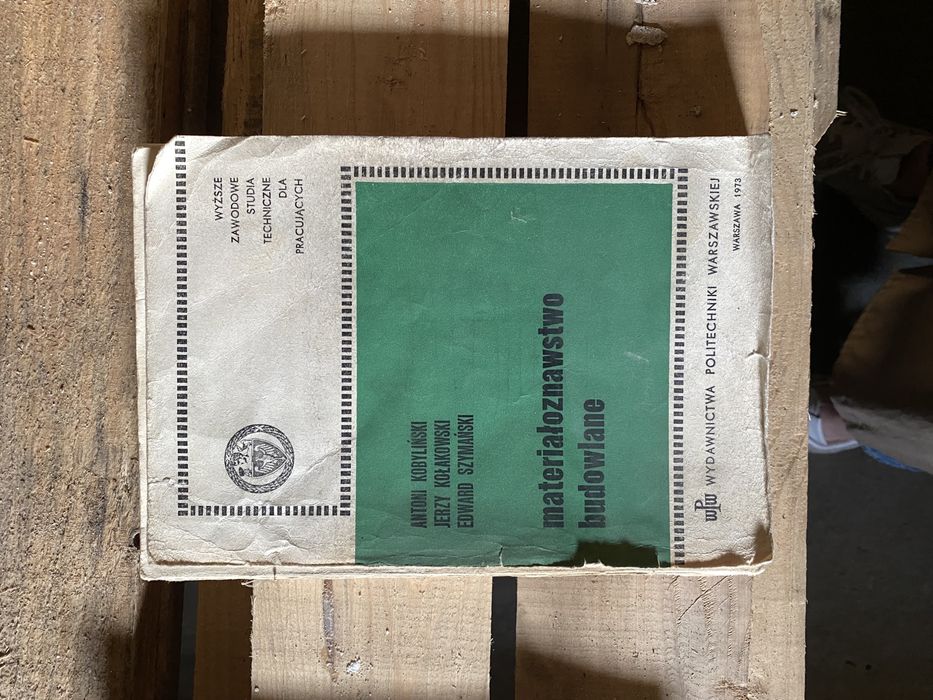 WYŻSZE
ZAWODOWE
STUDIA
TECHNICZNE
DLA
PRACUJĄCYCH
ANTONI KOBYLIŃSKI
JERZY KOŁAKOWSKI
EDWARD SZYMAŃSKI
materiałoznawstwo
budowlane
WPW WYDAWNICTWA POLITECHNIKI WARSZAWSKIEJ
WARSZAWA 1973